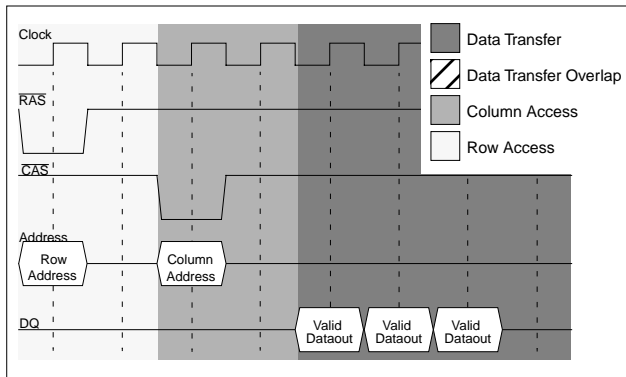 Clock
RAS
CAS
Address
Row
Address
Column
Address
DQ
Valid
Dataout
Valid
Dataout
Valid
Dataout
Data Transfer
Data Transfer Overlap
Column Access
Row Access